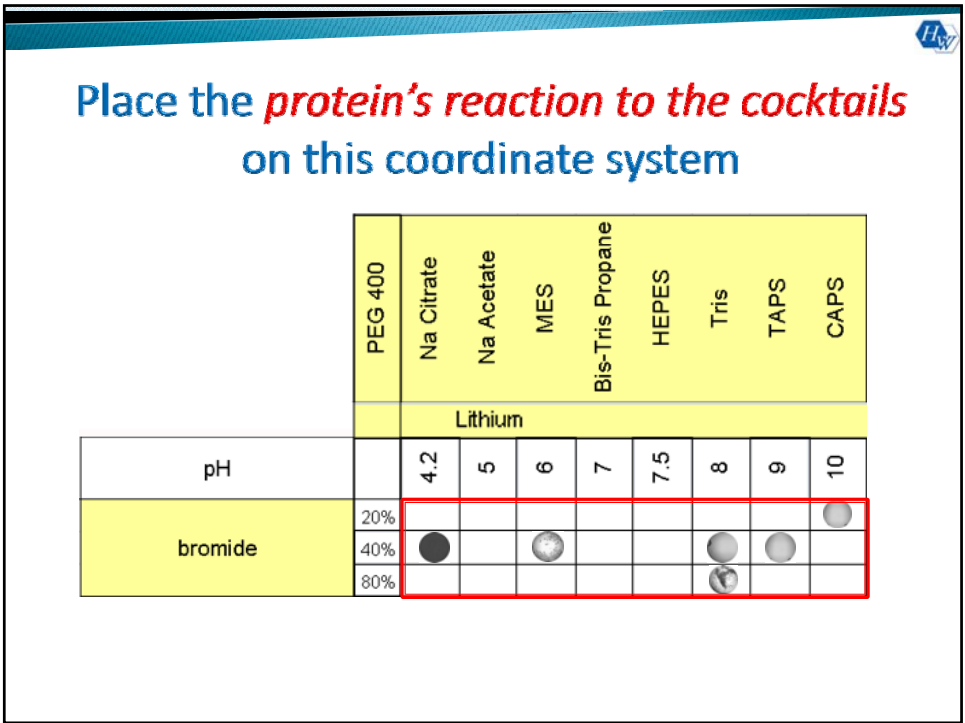 HW
Place the protein's reaction to the cocktails
on this coordinate system
PEG 400 Na Citrate Na Acetate MES Bis-Tris Propane HEPES Tris TAPS CAPS
Lithium
pH 4.2 5 6 7 7.5 8 9 10
20%
bromide 40%
80%